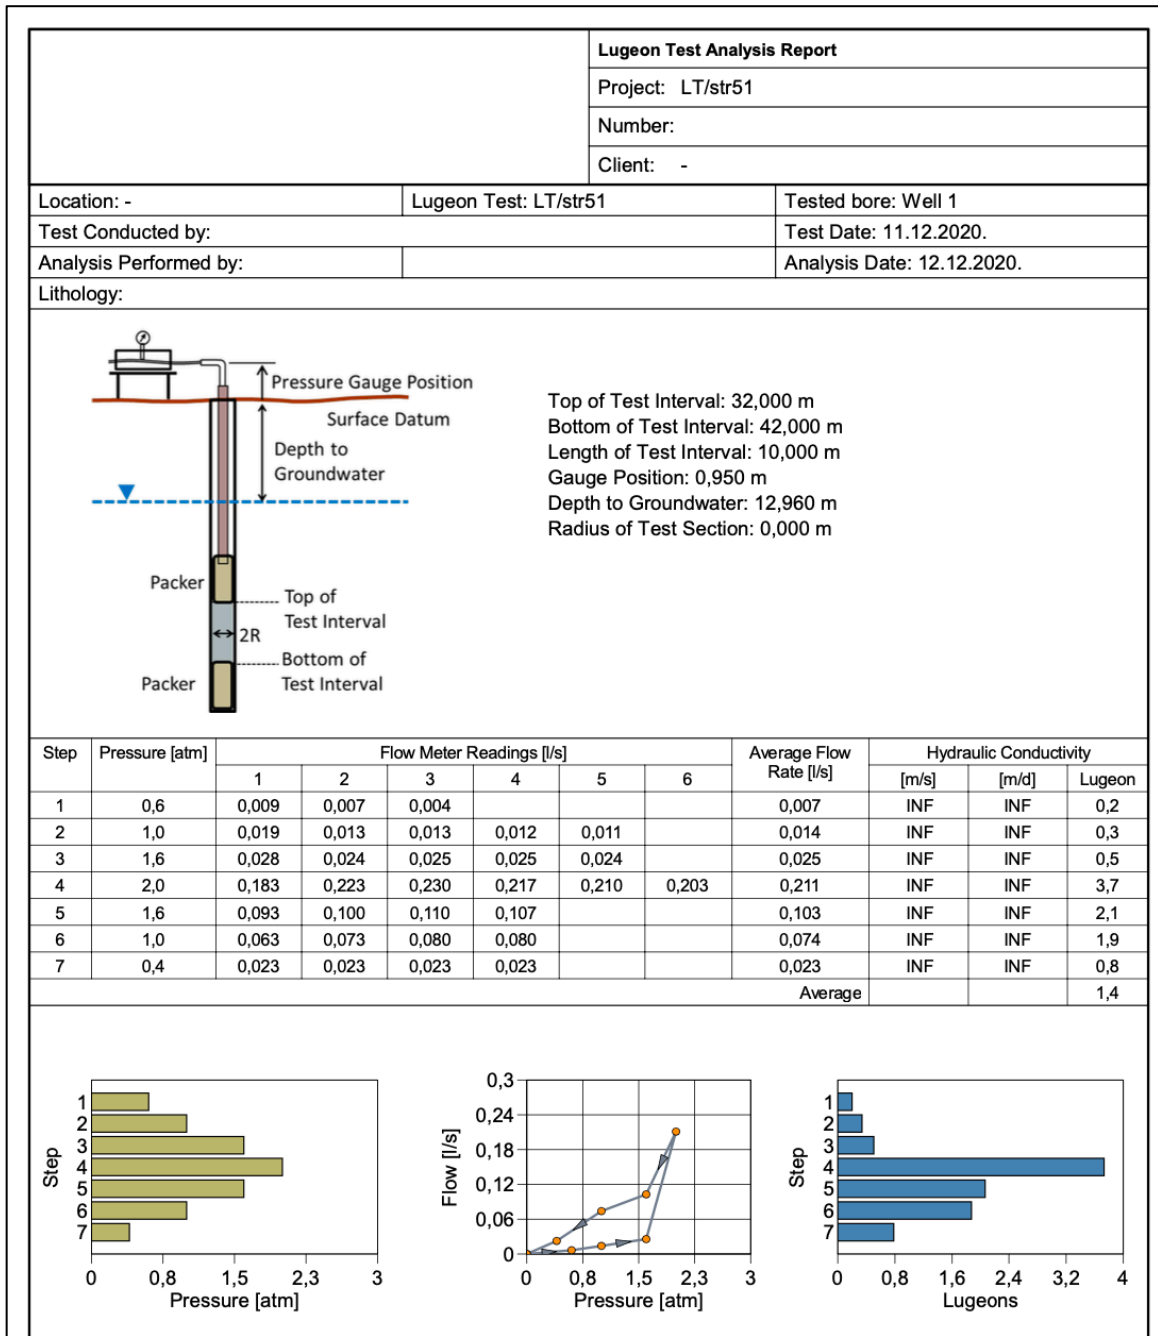 Lugeon Test Analysis Report
Project: LT/str51
Number:
Client: -
Location: - Lugeon Test: LT/str51 Tested bore: Well 1
Test Conducted by: Test Date: 11.12.2020.
Analysis Performed by: Analysis Date: 12.12.2020.
Lithology:
Pressure Gauge Position
Surface Datum
Depth to
Groundwater
Packer
Top of
Test Interval
2R
Bottom of
Test Interval
Packer
Top of Test Interval: 32,000 m
Bottom of Test Interval: 42,000 m
Length of Test Interval: 10,000 m
Gauge Position: 0,950 m
Depth to Groundwater: 12,960 m
Radius of Test Section: 0,000 m
Step Pressure [atm] Flow Meter Readings [l/s] Average Flow Hydraulic Conductivity
Rate [l/s]
1 2 3 4 5 6 [m/s] [m/d] Lugeon
1 0,6 0,009 0,007 0,004 0,007 INF INF 0,2
2 1,0 0,019 0,013 0,013 0,012 0,011 0,014 INF INF 0,3
3 1,6 0,028 0,024 0,025 0,025 0,024 0,025 INF INF 0,5
4 2,0 0,183 0,223 0,230 0,217 0,210 0,203 0,211 INF INF 3,7
5 1,6 0,093 0,100 0,110 0,107 0,103 INF INF 2,1
6 1,0 0,063 0,073 0,080 0,080 0,074 INF INF 1,9
7 0,4 0,023 0,023 0,023 0,023 0,023 INF INF 0,8
Average 1,4
Step
1
2
3
4
5
6
7
0 0,8 1,5 2,3 3
Pressure [atm]
Flow [l/s]
0,3
0,24
0,18
0,12
0,06
0
0 0,8 1,5 2,3 3
Pressure [atm]
Step
1
2
3
4
5
6
7
0 0,8 1,6 2,4 3,2 4
Lugeons